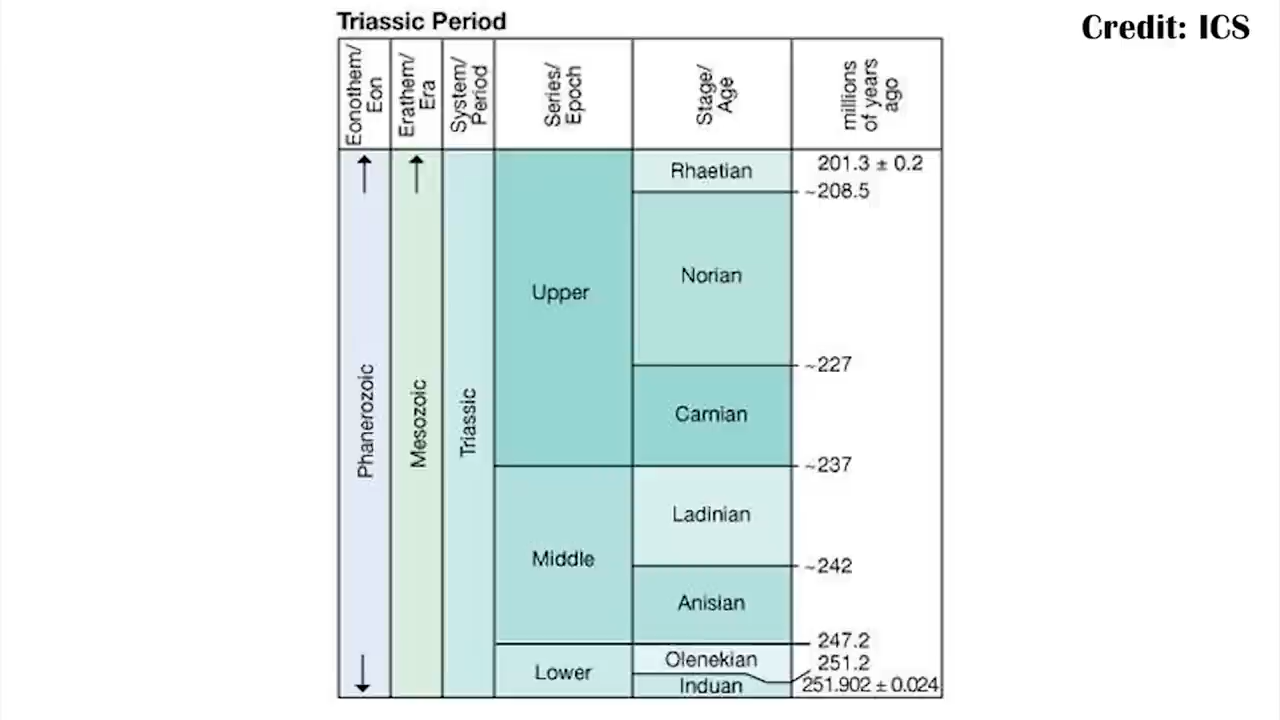 Triassic Period
Credit: ICS
Eonothem/
Eon
Erathem/
Era
System/
Period
Series/
Epoch
Stage/
Age
millions
of years
ago
Phanerozoic
Mesozoic
Triassic
Upper
Middle
Lower
Rhaetian
Norian
Carnian
Ladinian
Anisian
Olenekian
Induan
201.3 ± 0.2
~208.5
~227
~237
~242
247.2
251.2
251.902 ± 0.024